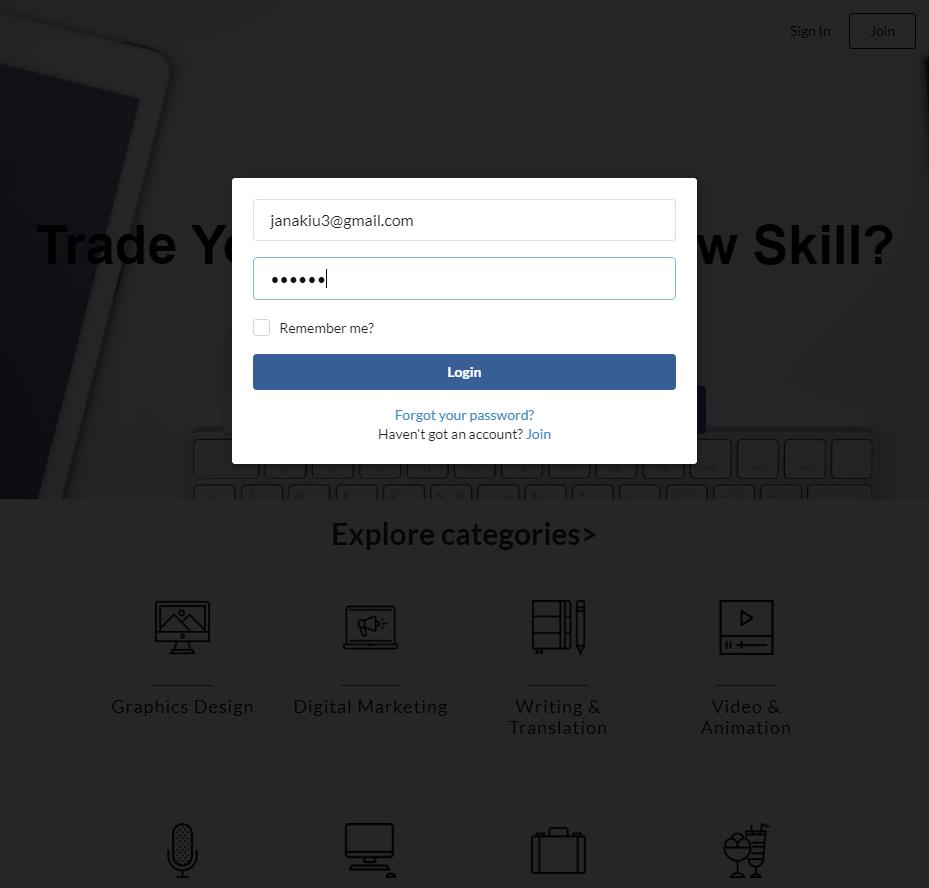 Sign In
Join
Trade Yo
w Skill?
janakiu3@gmail.com
••••••
Remember me?
Login
Forgot your password?
Haven't got an account? Join
Explore categories>
Graphics Design
Digital Marketing
Writing &
Translation
Video &
Animation